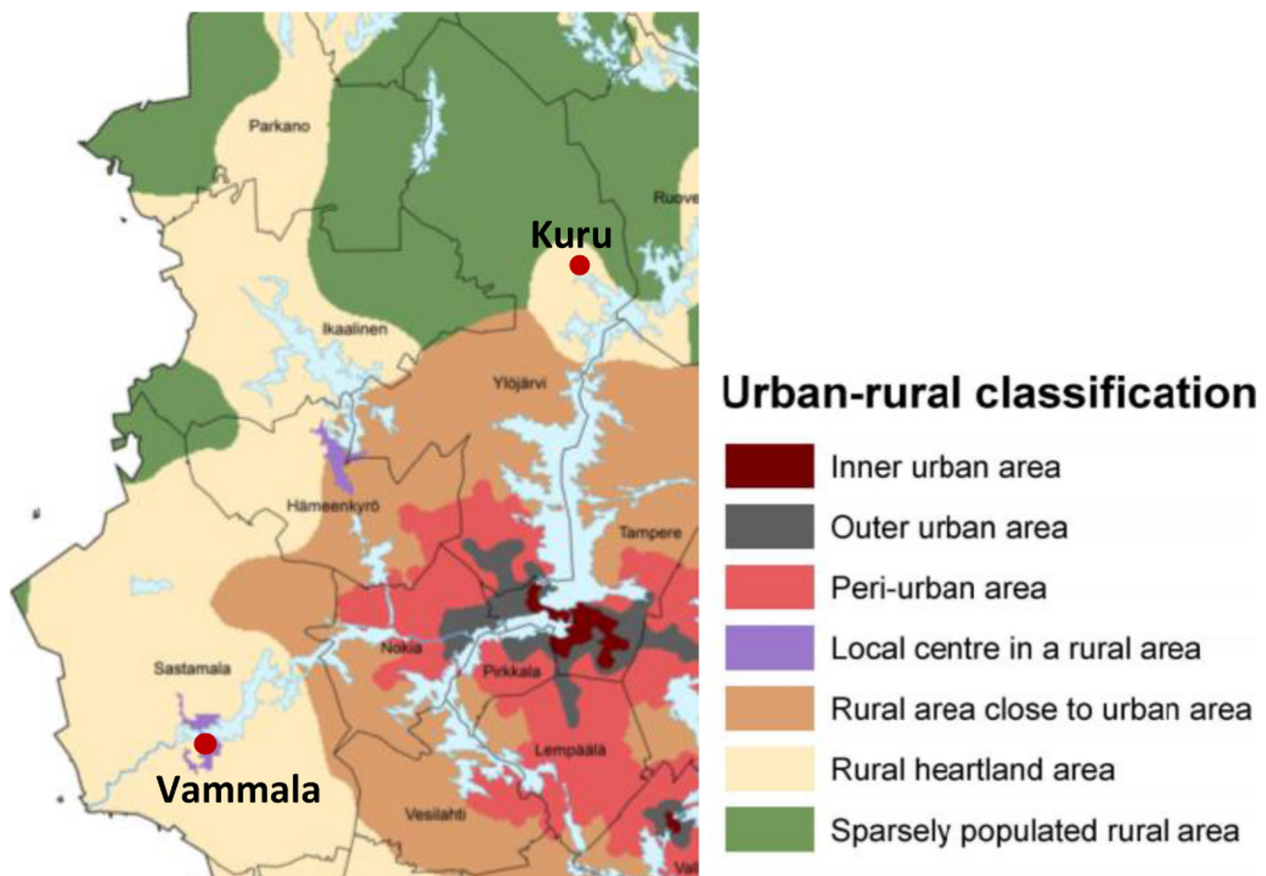 Parkano
Ruove
Kuru
Ikaalinen
Ylöjärvi
Hämeenkyrö
Tampere
Nokia
Sastamala
Pirkkala
Lempäälä
Vammala
Vesilahti
Val
Urban-rural classification
Inner urban area
Outer urban area
Peri-urban area
Local centre in a rural area
Rural area close to urban area
Rural heartland area
Sparsely populated rural area